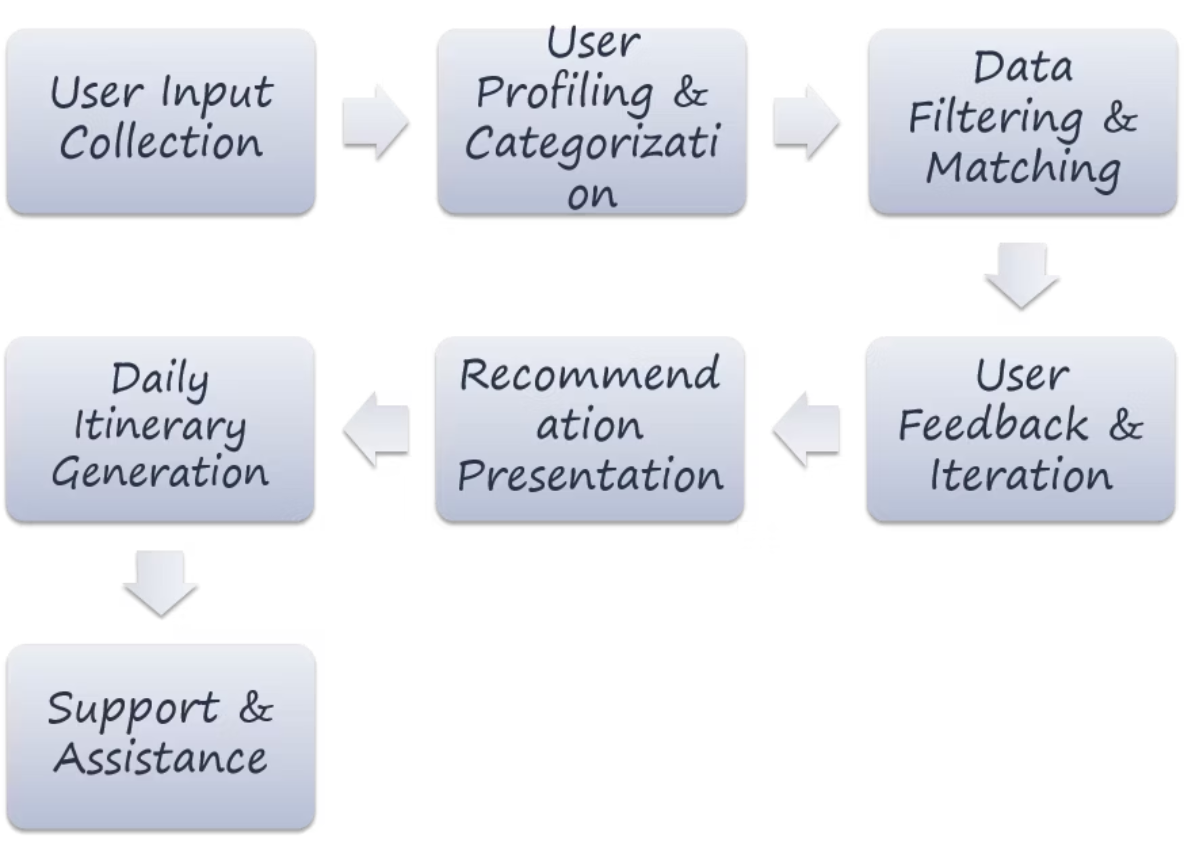 User Input
Collection
User
Profiling &
Categorizati
on
Data
Filtering &
Matching
User
Feedback &
Iteration
Recommend
ation
Presentation
Daily
Itinerary
Generation
Support &
Assistance